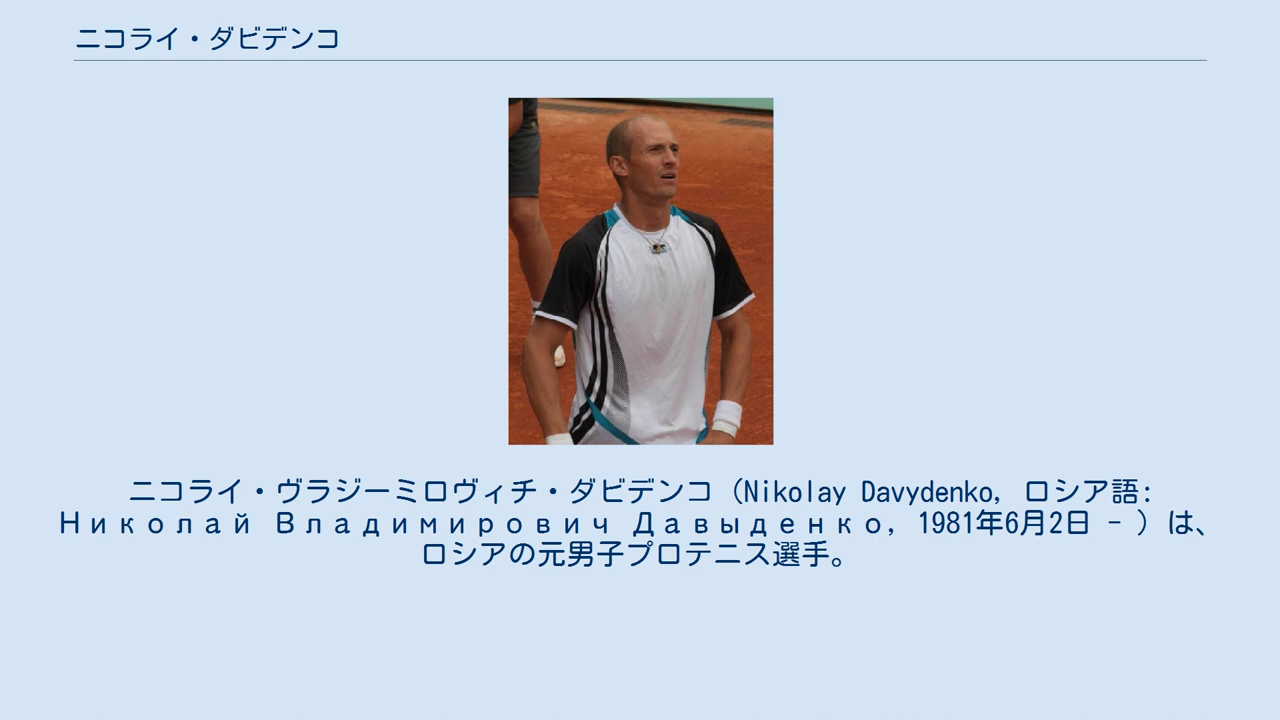 ニコライ・ダビデンコ
ニコライ・ヴラジーミロヴィチ・ダビデンコ（Nikolay Davydenko, ロシア語:
Николай Владимирович Давыденко, 1981年6月2日 - ）は、
ロシアの元男子プロテニス選手。